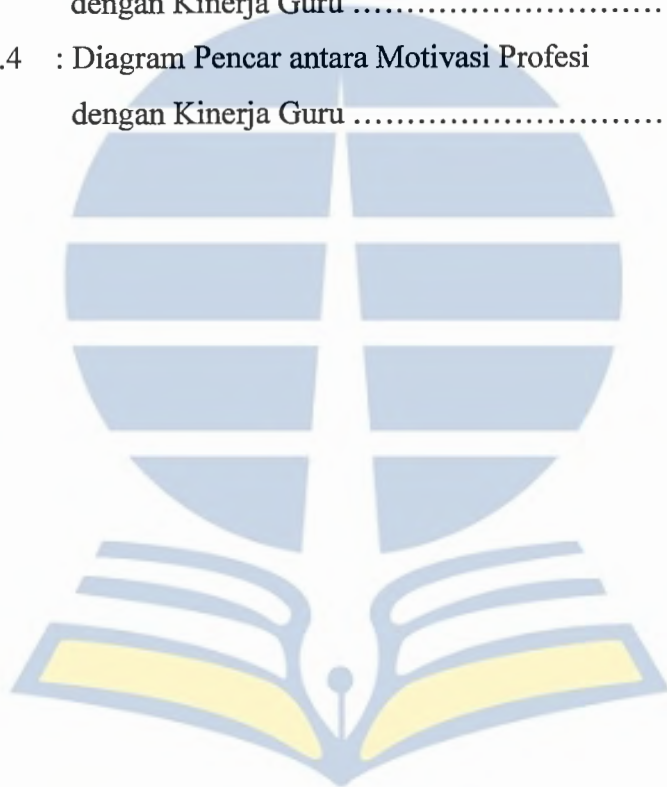 dengan Kinerja Guru ..............................
.4 : Diagram Pencar antara Motivasi Profesi
dengan Kinerja Guru ..............................